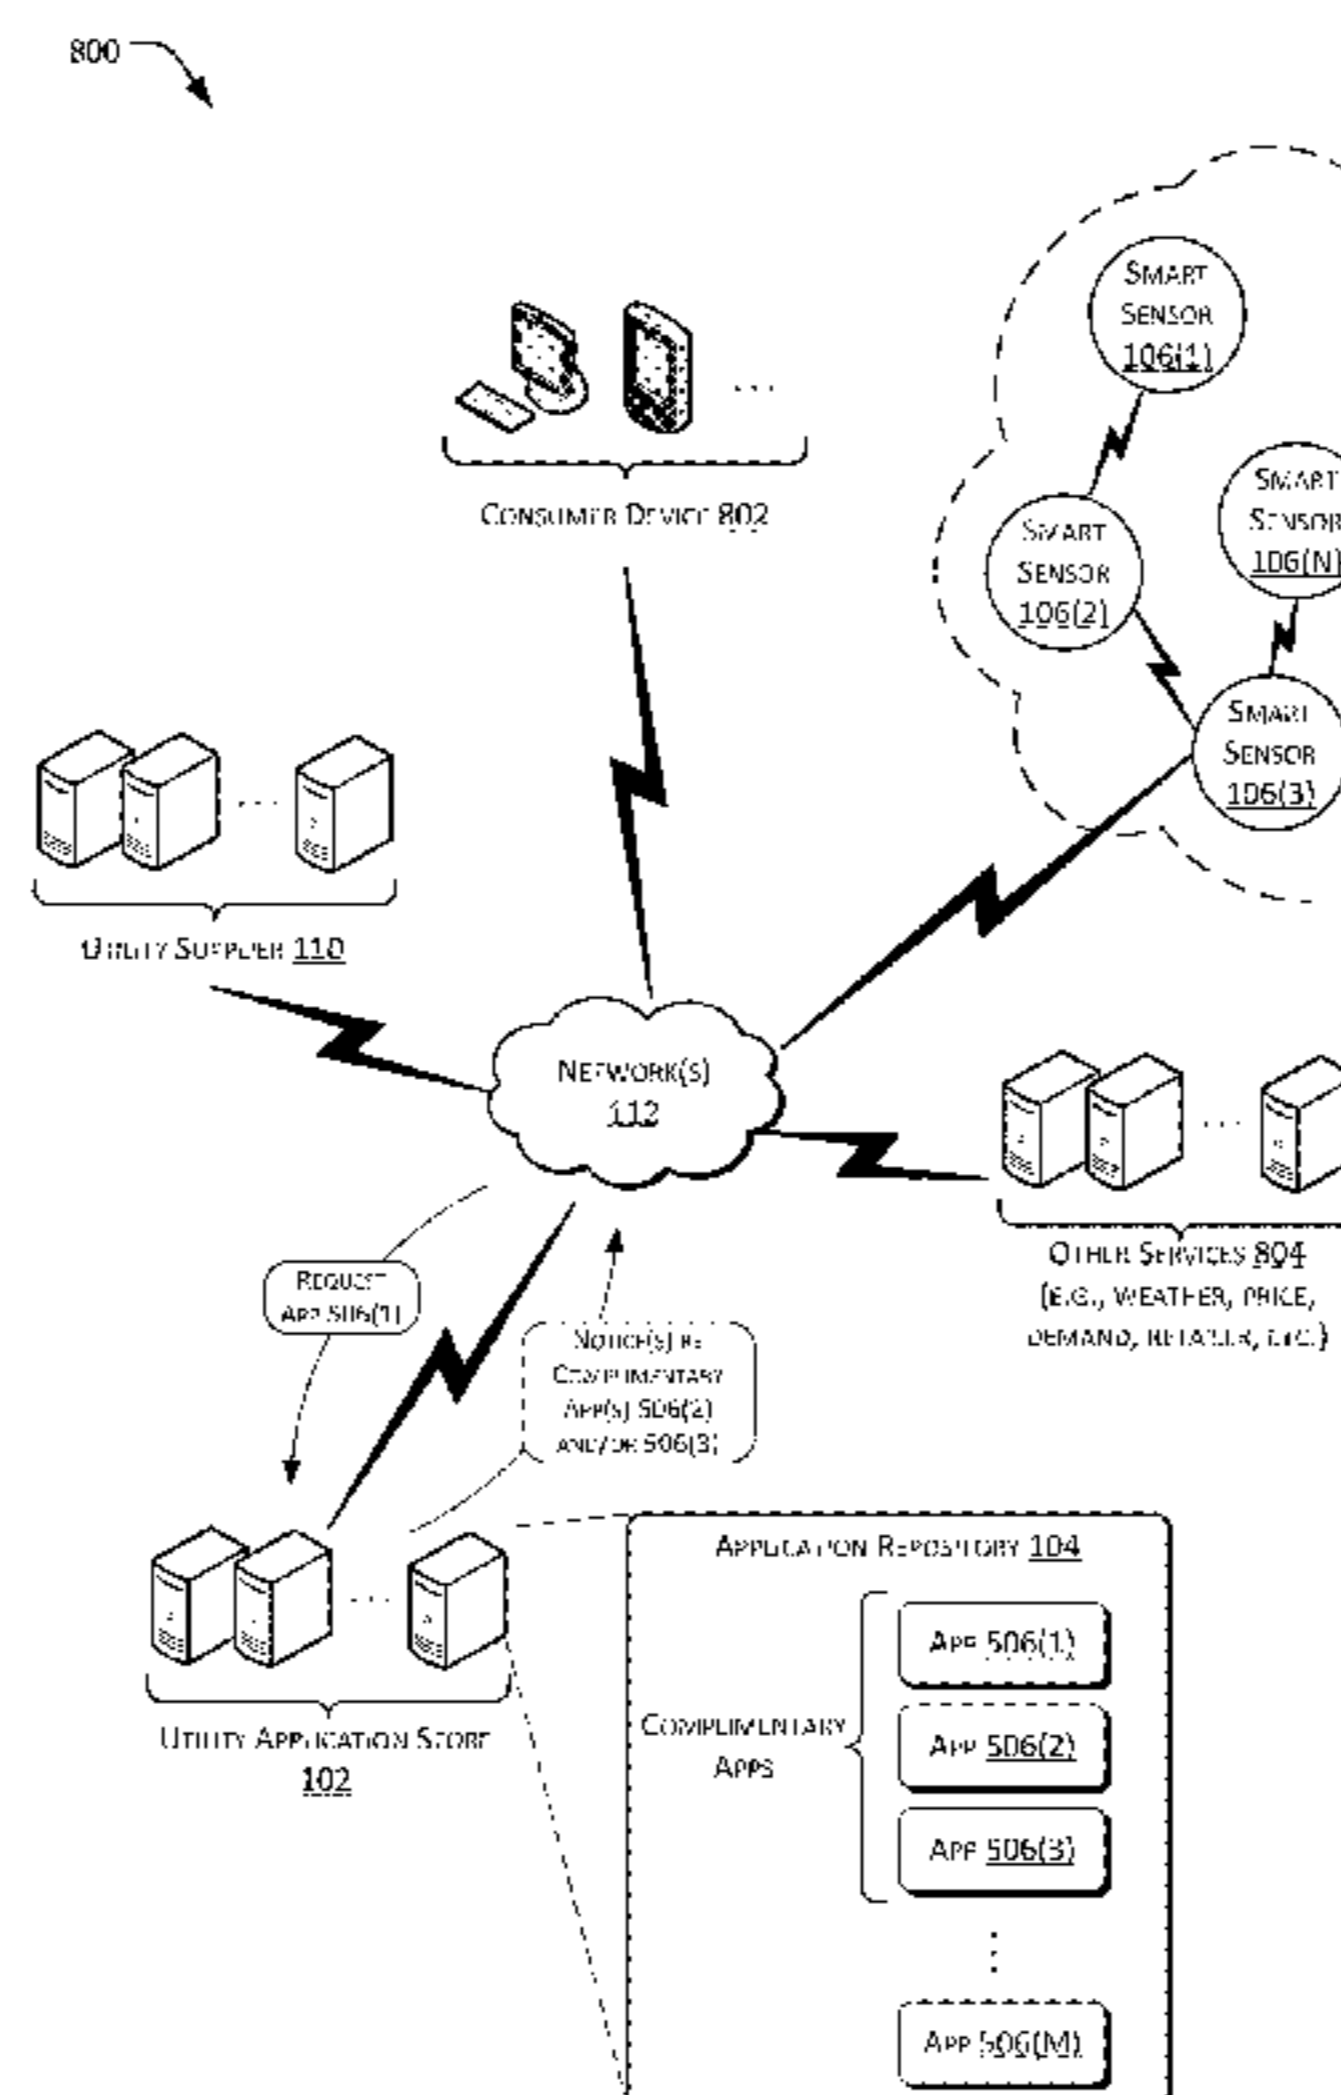 800
SMART
SENSOR
106(1)
CONSUMER DEVICE 802
SMART
SENSOR
106(2)
SMART
SENSOR
106(N)
SMART
SENSOR
106(3)
UTILITY SUPPLIER 110
NETWORK(S)
112
OTHER SERVICES 804
(E.G., WEATHER, PRICE,
DEMAND, RETAILER, ETC.)
REQUEST
APP 506(1)
NOTICE(S) RE
COMPLIMENTARY
APP(S) 506(2)
AND/OR 506(3)
UTILITY APPLICATION STORE
102
APPLICATION REPOSITORY 104
COMPLIMENTARY
APPS
APP 506(1)
APP 506(2)
APP 506(3)
APP 506(M)